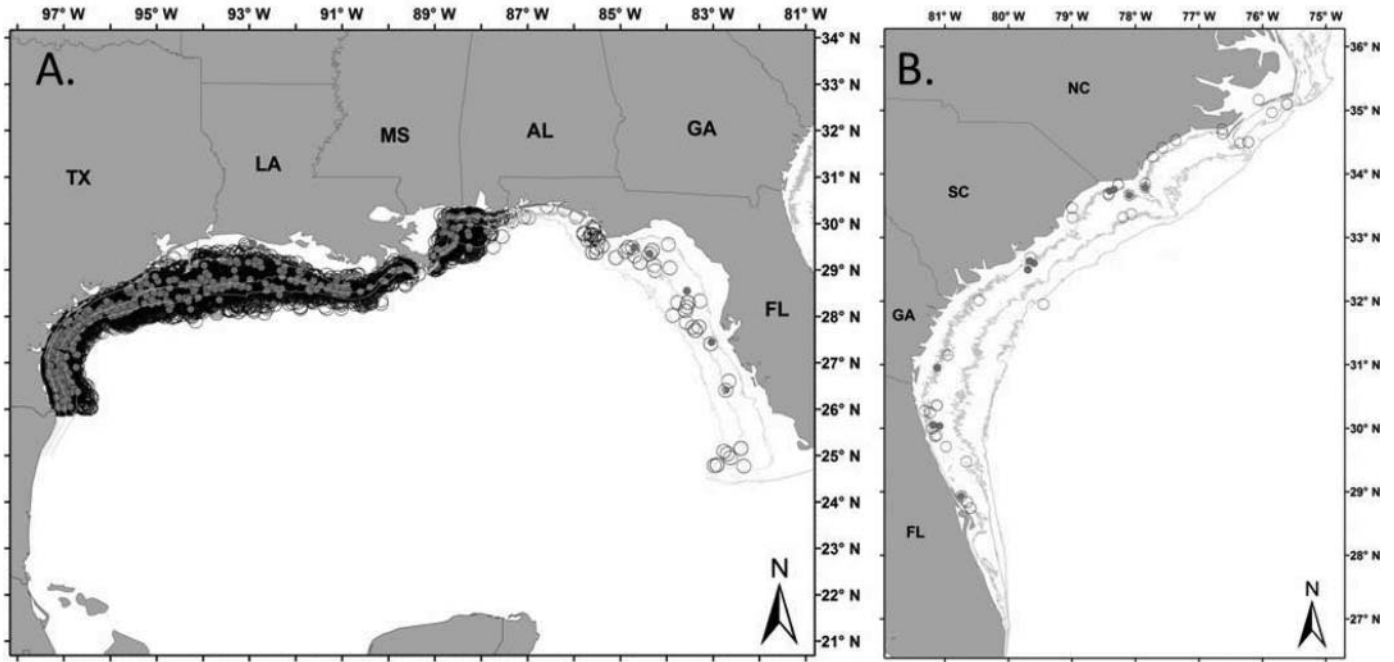 97° W 95° W 93° W 91° W 89° W 87° W 85° W 83° W 81° W
A.
34° N
33° N
32° N
31° N
30° N
29° N
28° N
27° N
26° N
25° N
24° N
23° N
22° N
21° N
TX
LA
MS
AL
GA
FL
N
81° W 80° W 79° W 78° W 77° W 76° W 75° W
B.
36° N
35° N
34° N
33° N
32° N
31° N
30° N
29° N
28° N
27° N
NC
SC
GA
FL
N